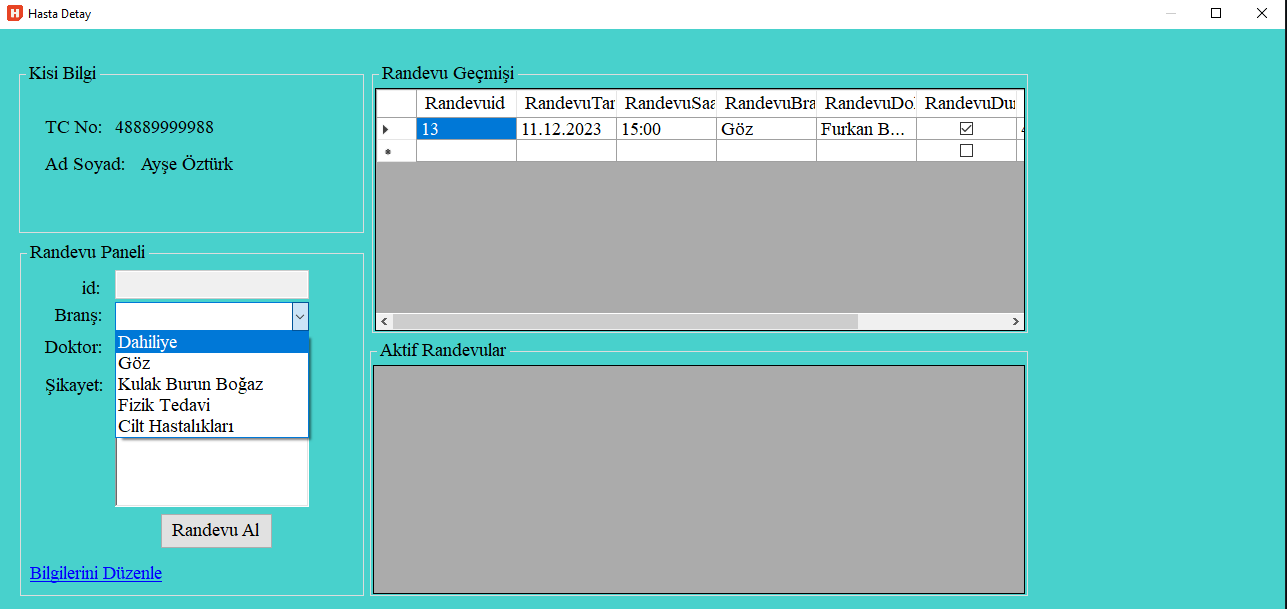 Hasta Detay
Kisi Bilgi
TC No: 48889999988
Ad Soyad: Ayşe Öztürk
Randevu Geçmişi
Randevuid RandevuTar RandevuSaa RandevuBra RandevuDo RandevuDu
13 11.12.2023 15:00 Göz Furkan B...
Randevu Paneli
id:
Branş:
Dahiliye
Göz
Kulak Burun Boğaz
Fizik Tedavi
Cilt Hastalıkları
Doktor:
Şikayet:
Randevu Al
Bilgilerini Düzenle
Aktif Randevular